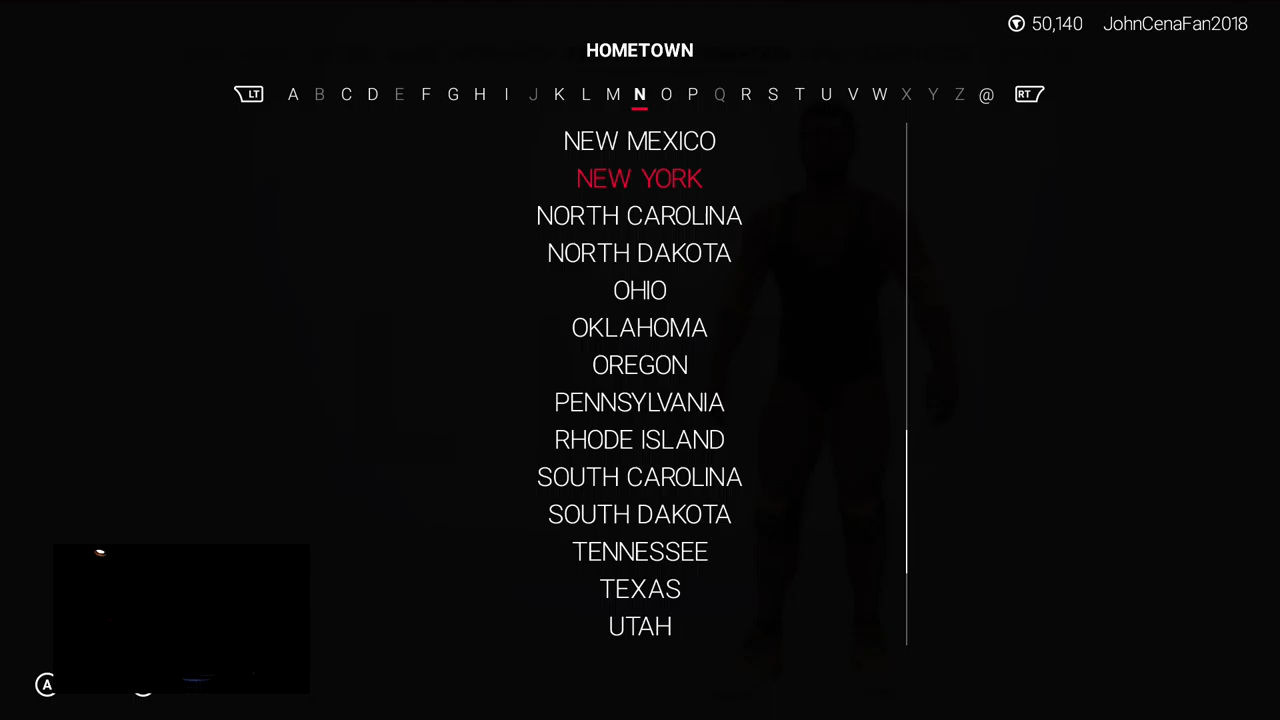 50,140 JohnCenaFan2018
HOMETOWN
LT A B C D E F G H I J K L M N O P Q R S T U V W X Y Z @ RT
NEW MEXICO
NEW YORK
NORTH CAROLINA
NORTH DAKOTA
OHIO
OKLAHOMA
OREGON
PENNSYLVANIA
RHODE ISLAND
SOUTH CAROLINA
SOUTH DAKOTA
TENNESSEE
TEXAS
UTAH
A